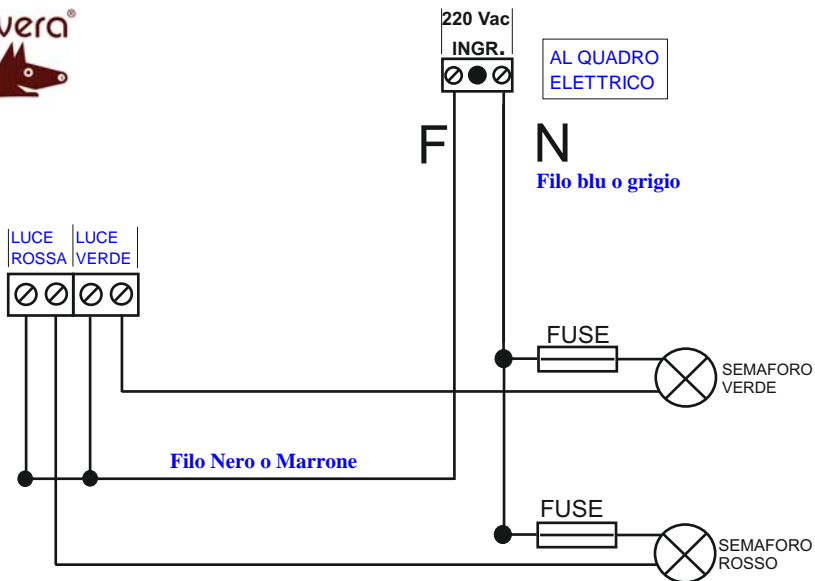 vera®
220 Vac
INGR.
AL QUADRO
ELETTRICO
F
N
Filo blu o grigio
LUCE
ROSSA
LUCE
VERDE
FUSE
SEMAFORO
VERDE
Filo Nero o Marrone
FUSE
SEMAFORO
ROSSO